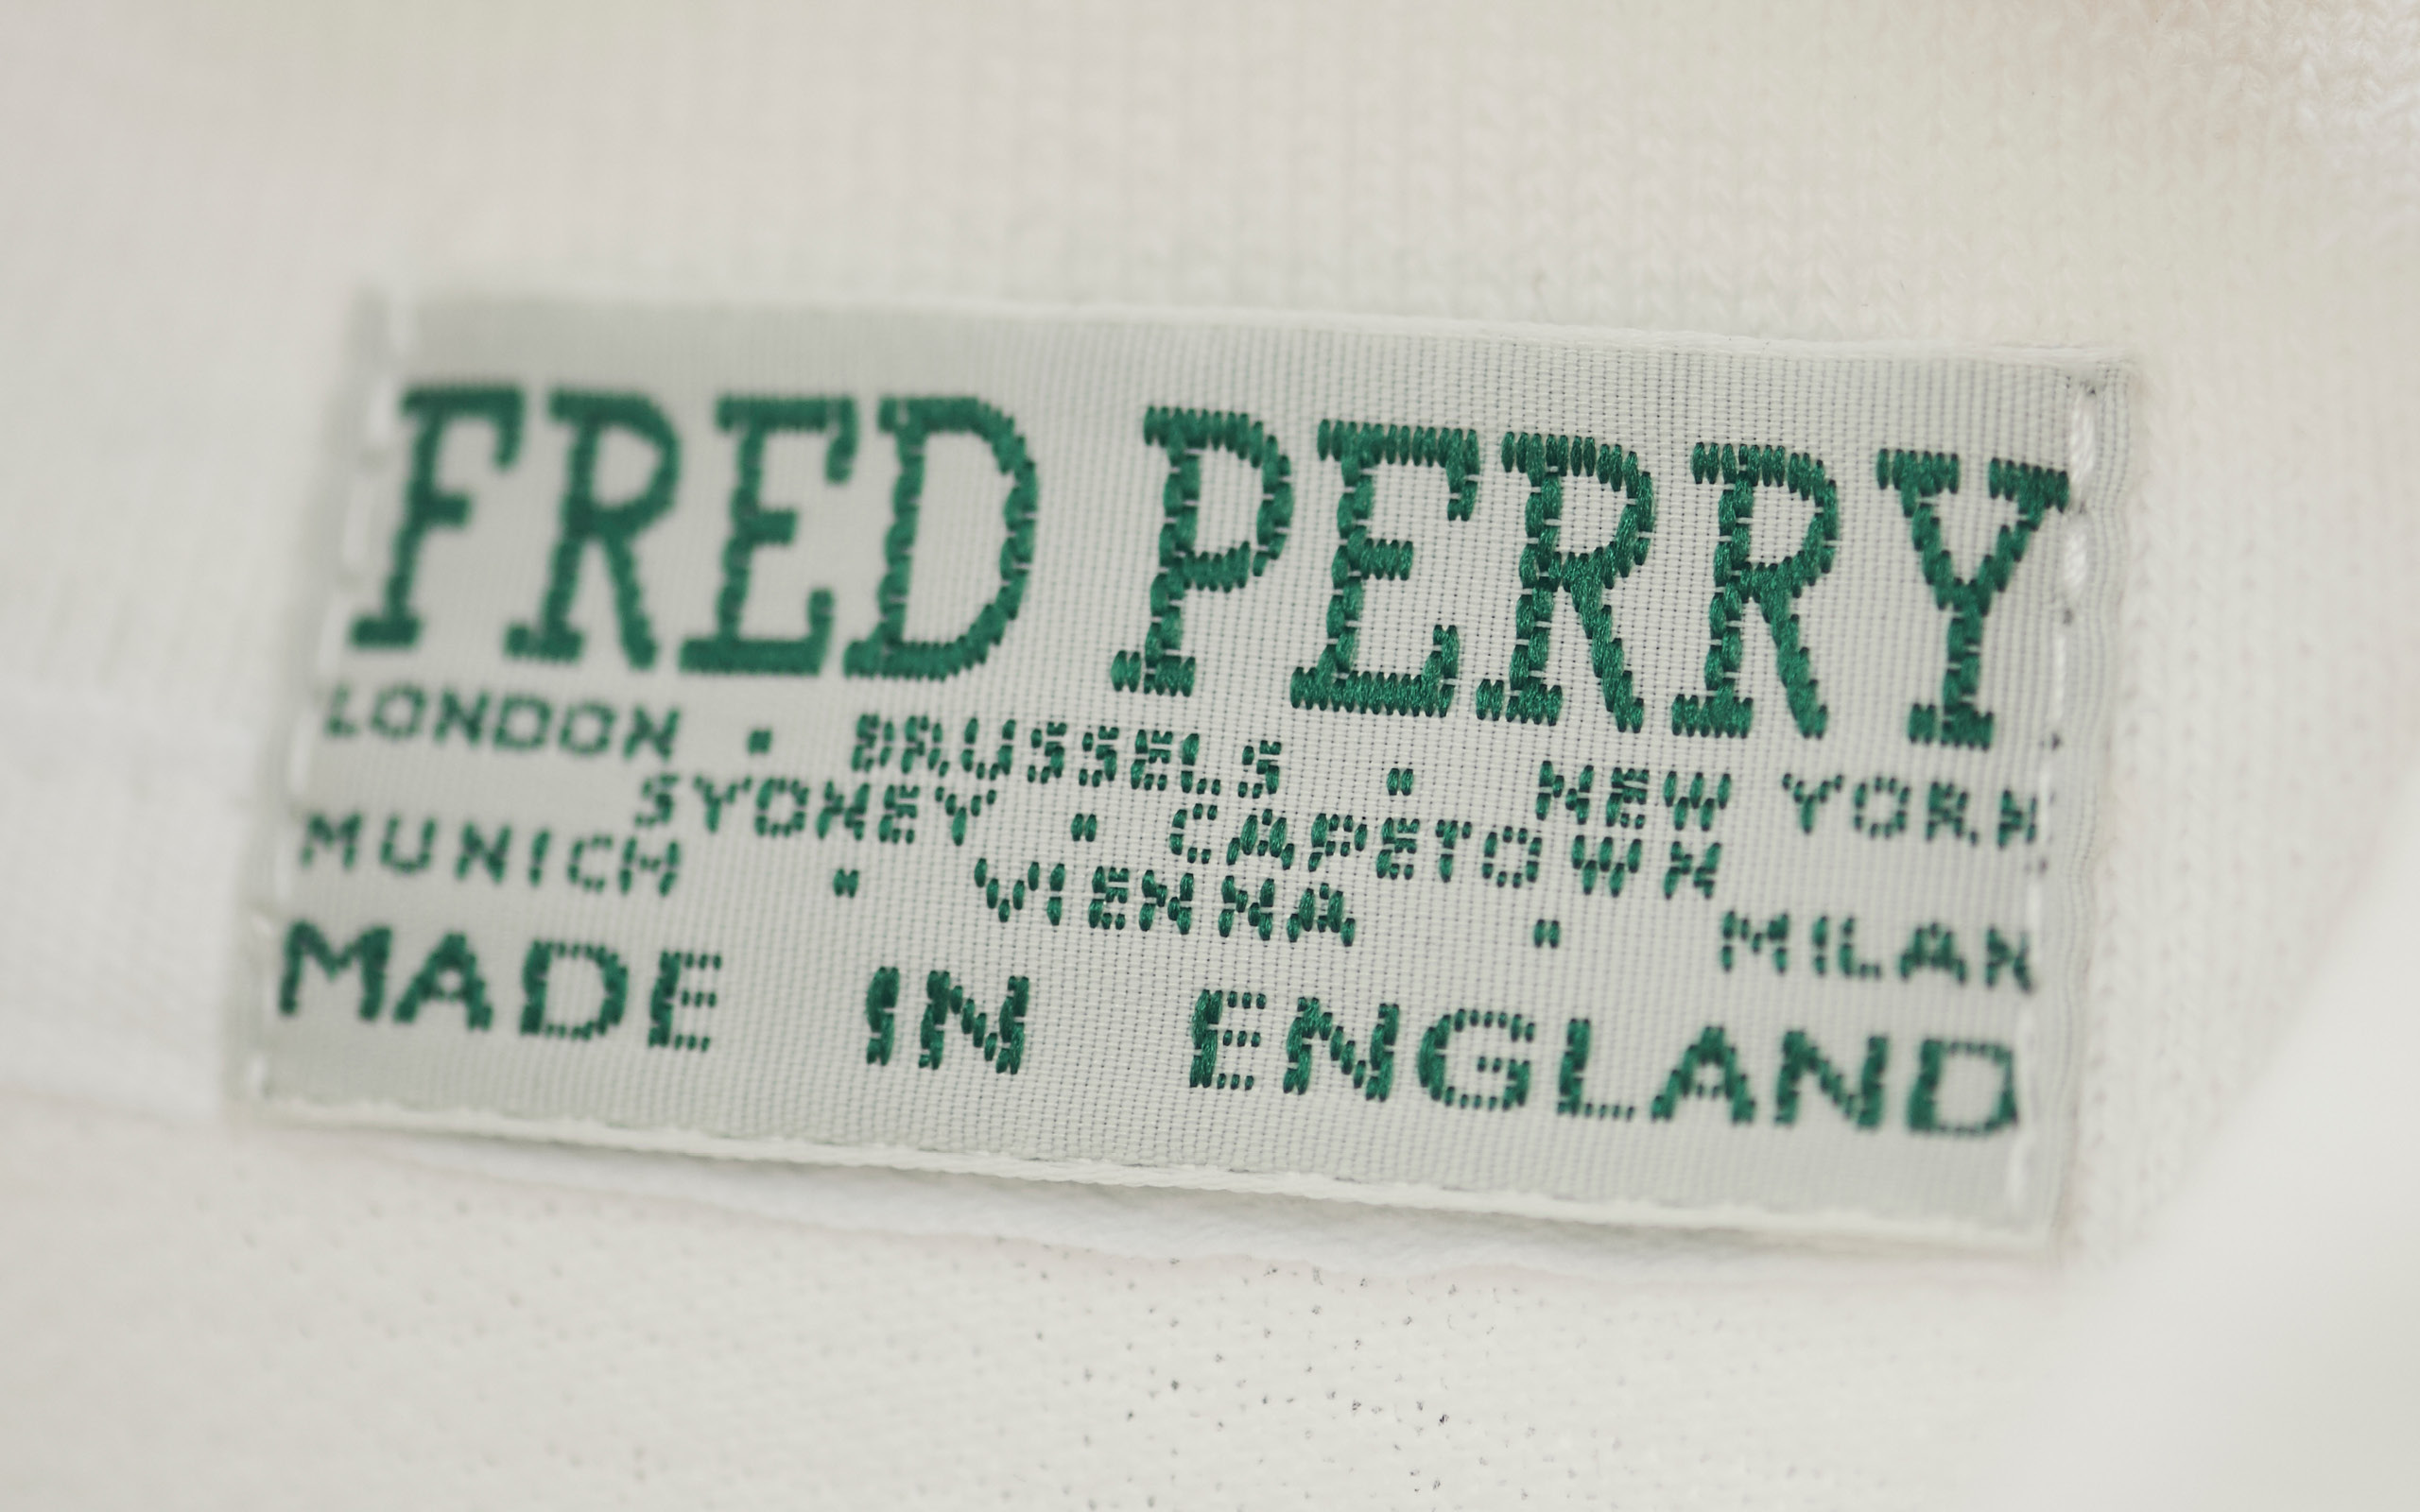 FRED PERRY
LONDON · BRUSSELS · NEW YORK
SYDNEY · CAPETOWN
MUNICH · VIENNA · MILAN
MADE IN ENGLAND